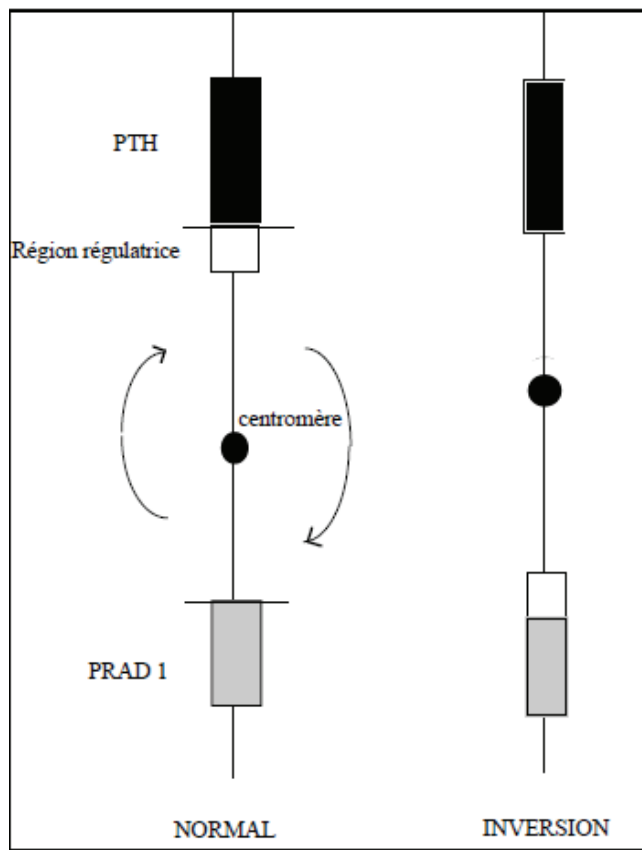 PTH
Région régulatrice
centromère
PRAD 1
NORMAL
INVERSION